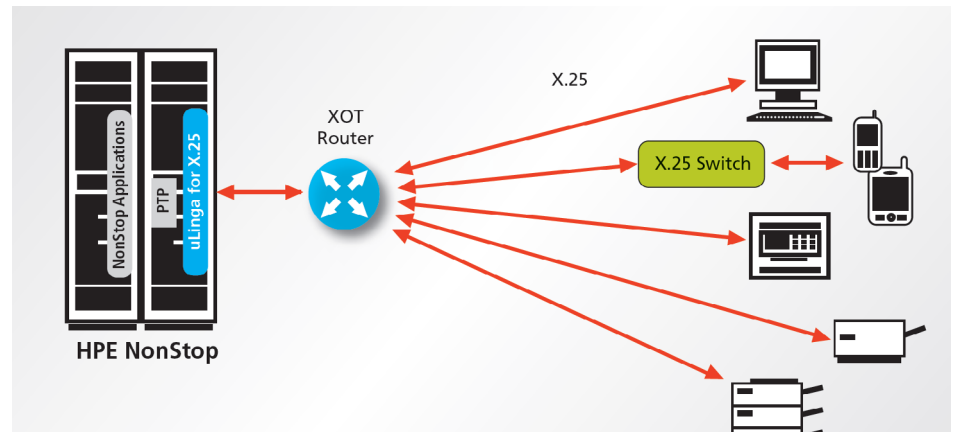 X.25
XOT
Router
NonStop Applications
PTP
uLinga for X.25
X.25 Switch
HPE NonStop